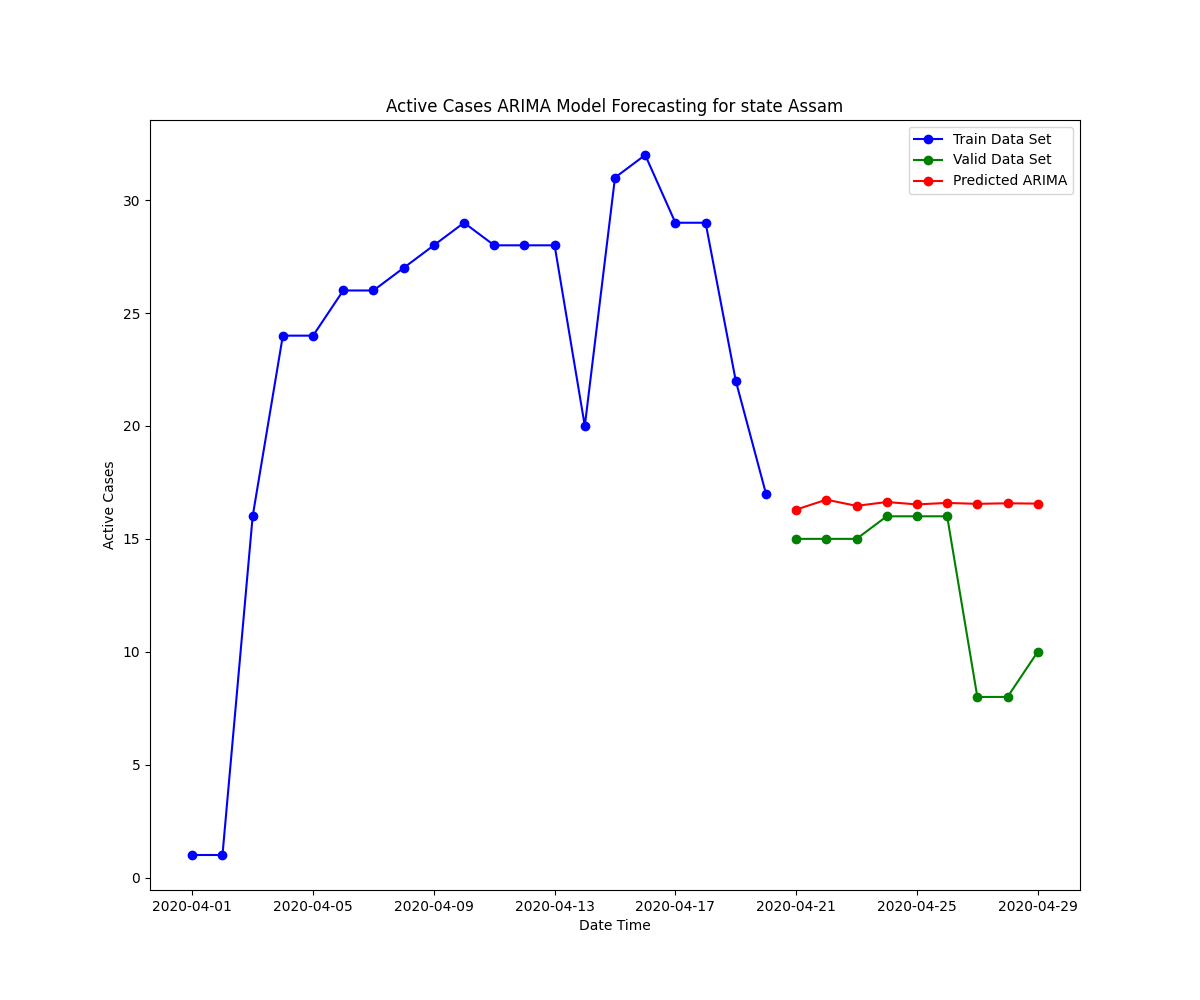 Active Cases ARIMA Model Forecasting for state Assam
Train Data Set
Valid Data Set
Predicted ARIMA
30
25
20
15
10
5
0
Active Cases
2020-04-01 2020-04-05 2020-04-09 2020-04-13 2020-04-17 2020-04-21 2020-04-25 2020-04-29
Date Time